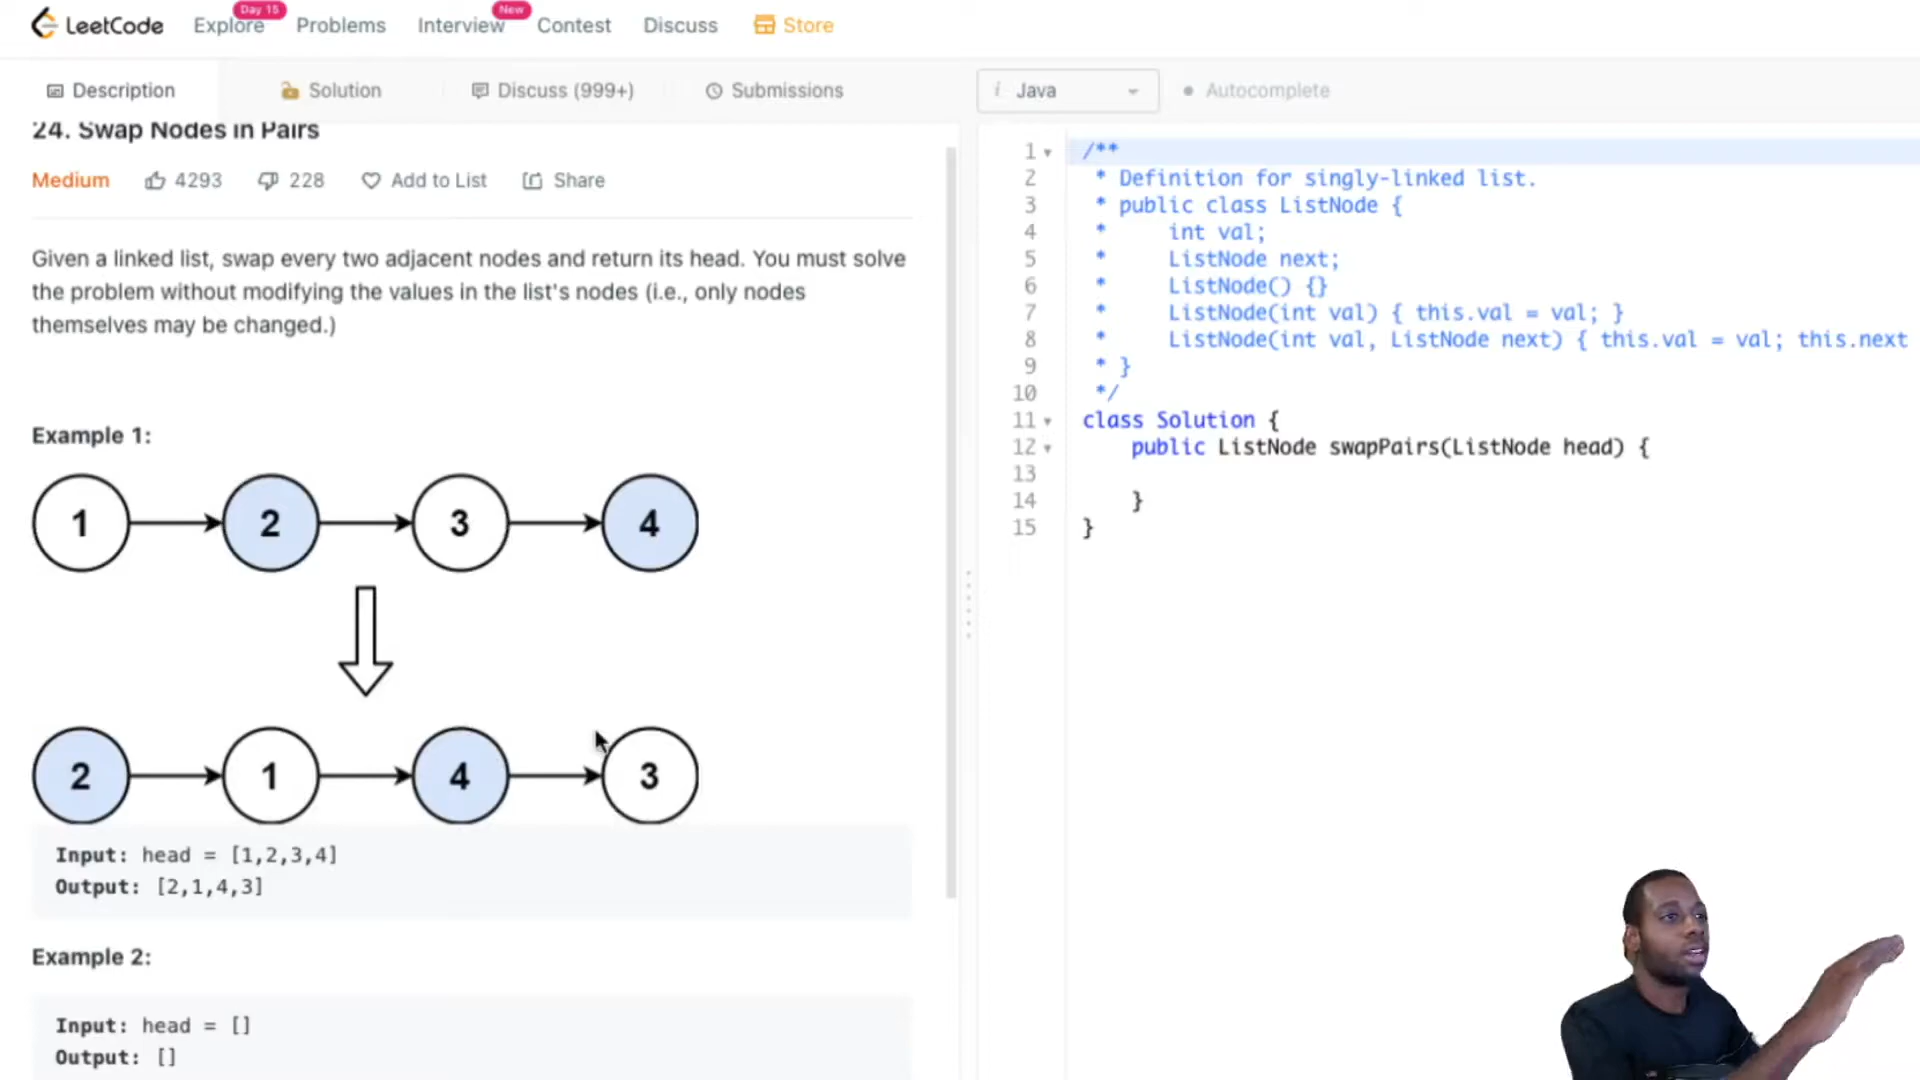 LeetCode
Explore
Day 15
Problems
Interview
New
Contest
Discuss
Store
Description
Solution
Discuss (999+)
Submissions
i Java
Autocomplete
24. Swap Nodes in Pairs
Medium
4293
228
Add to List
Share
Given a linked list, swap every two adjacent nodes and return its head. You must solve
the problem without modifying the values in the list's nodes (i.e., only nodes
themselves may be changed.)
Example 1:
1
2
3
4
2
1
4
3
Input: head = [1,2,3,4]
Output: [2,1,4,3]
Example 2:
Input: head = []
Output: []
1 /**
2 * Definition for singly-linked list.
3 * public class ListNode {
4 * int val;
5 * ListNode next;
6 * ListNode() {}
7 * ListNode(int val) { this.val = val; }
8 * ListNode(int val, ListNode next) { this.val = val; this.next
9 * }
10 */
11 class Solution {
12 public ListNode swapPairs(ListNode head) {
13
14 }
15 }